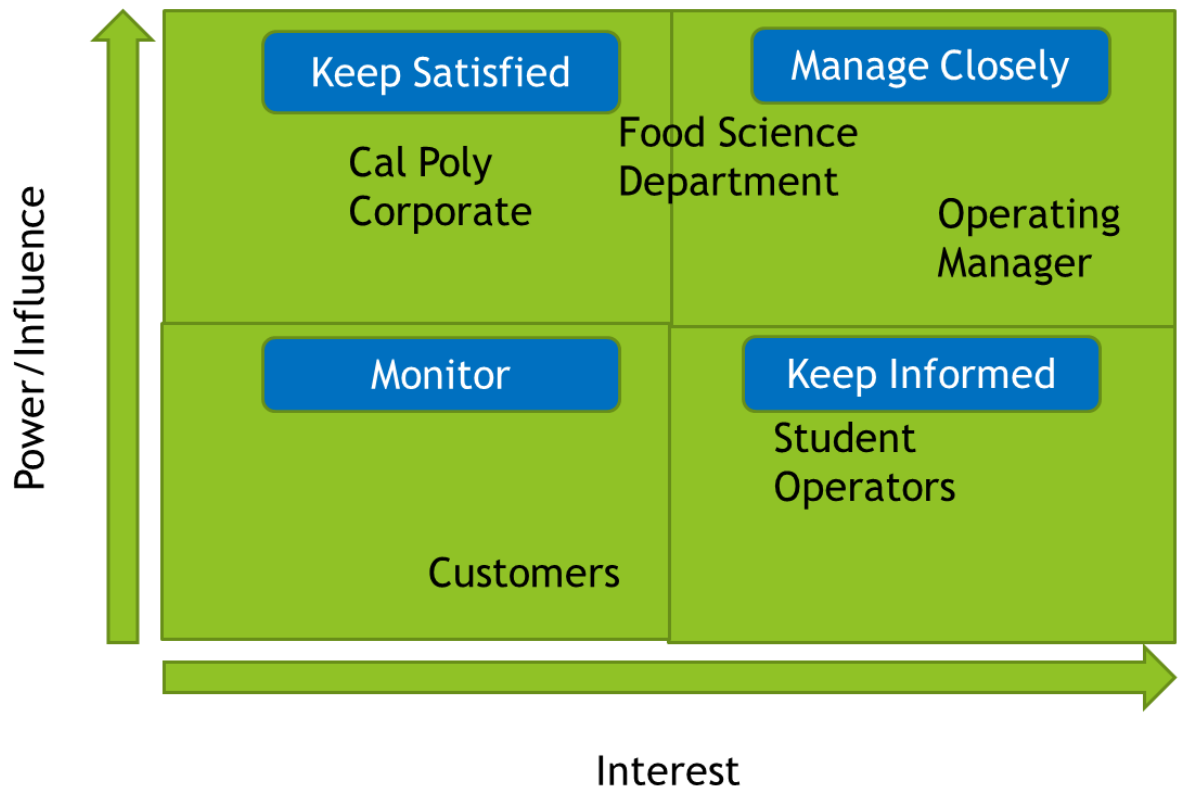 Keep Satisfied
Manage Closely
Cal Poly
Corporate
Food Science
Department
Operating
Manager
Power/Influence
Monitor
Keep Informed
Student
Operators
Customers
Interest